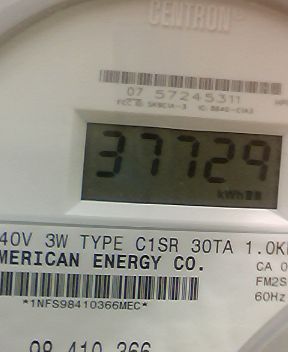 CENTRON®
07 57245311
37729
kWh
40V 3W TYPE C1SR 30TA 1.0K
MERICAN ENERGY CO.
CA 0
FM2S
60Hz
*1NFS98410366MEC*
98 410 366